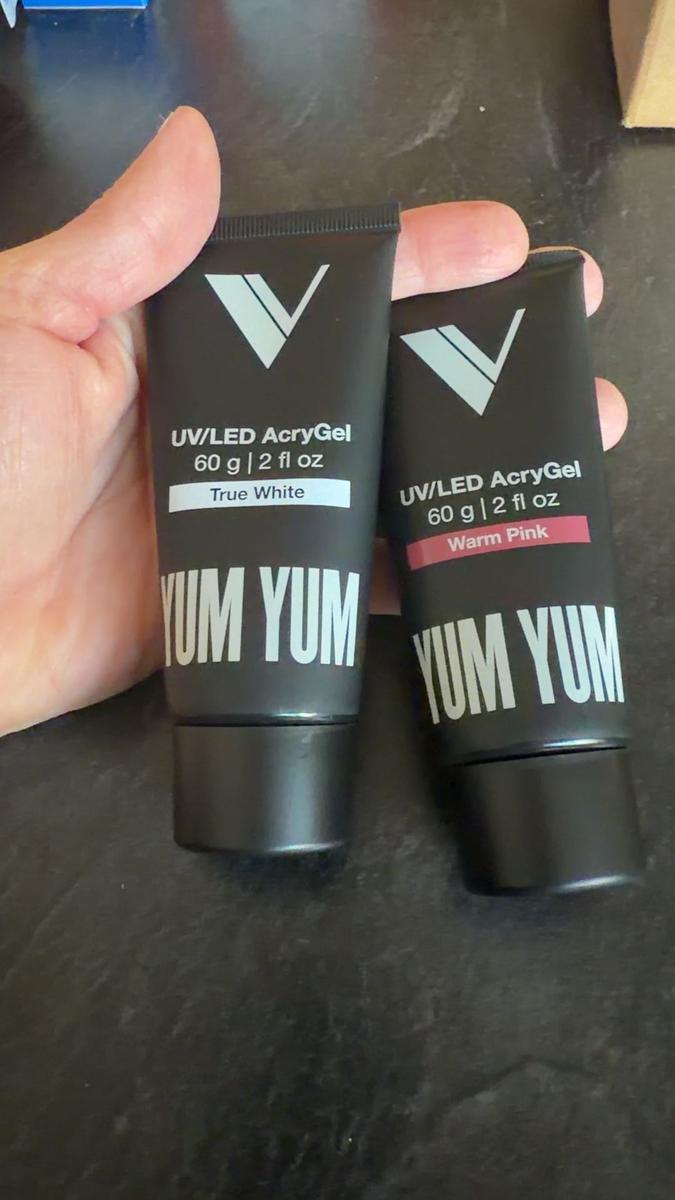 V
UV/LED AcryGel
60 g | 2 fl oz
True White
YUM YUM
V
UV/LED AcryGel
60 g | 2 fl oz
Warm Pink
YUM YUM